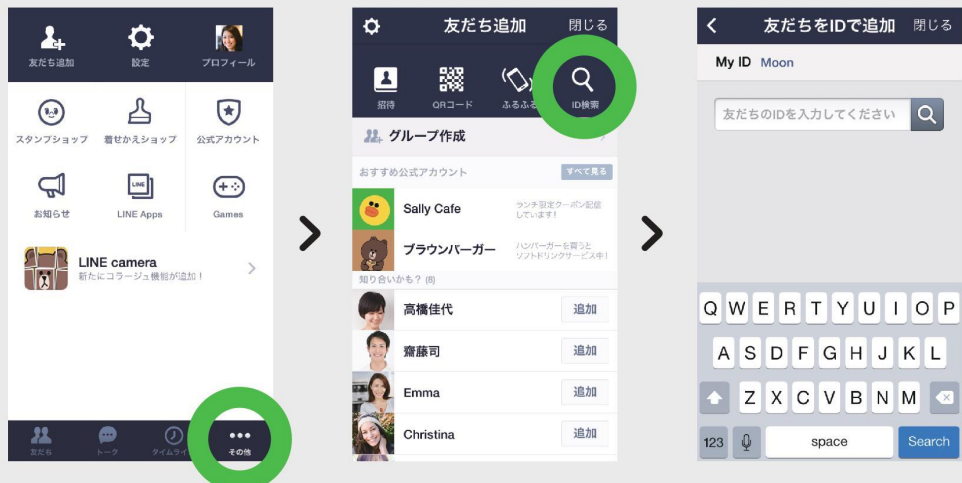 友だち追加
設定
プロフィール
スタンプショップ
着せかえショップ
公式アカウント
お知らせ
LINE
LINE Apps
Games
LINE camera
新たにコラージュ機能が追加！
友だち
トーク
タイムライ
その他
友だち追加
閉じる
招待
QRコード
ふるふる
ID検索
グループ作成
おすすめ公式アカウント
すべて見る
Sally Cafe
ランチ限定クーポン配信
しています！
ブラウンバーガー
ハンバーガーを買うと
ソフトドリンクサービス中！
知り合いかも？ (8)
高橋佳代
追加
齋藤司
追加
Emma
追加
Christina
追加
友だちをIDで追加
閉じる
My ID Moon
友だちのIDを入力してください
Q W E R T Y U I O P
A S D F G H J K L
Z X C V B N M
123 space Search